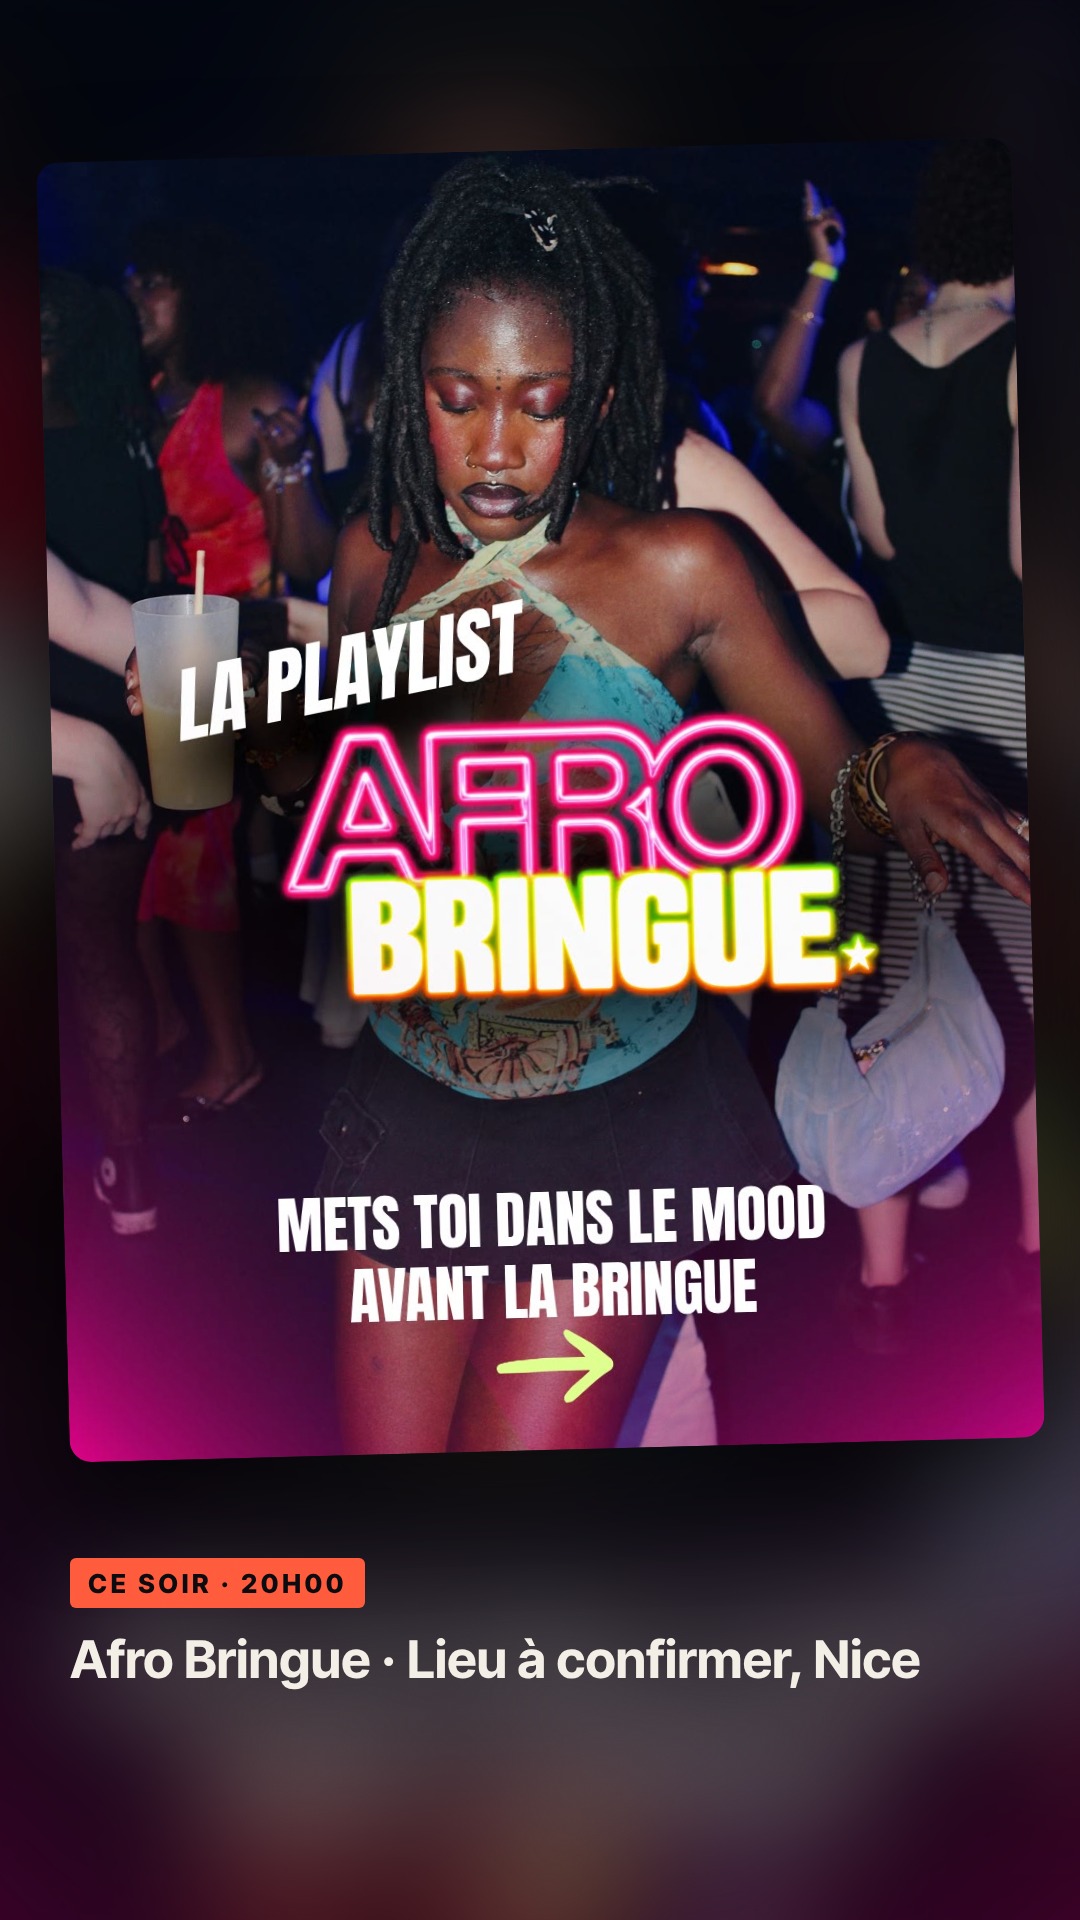 LA PLAYLIST
AFRO
BRINGUE
METS TOI DANS LE MOOD
AVANT LA BRINGUE
CE SOIR · 20H00
Afro Bringue · Lieu à confirmer, Nice